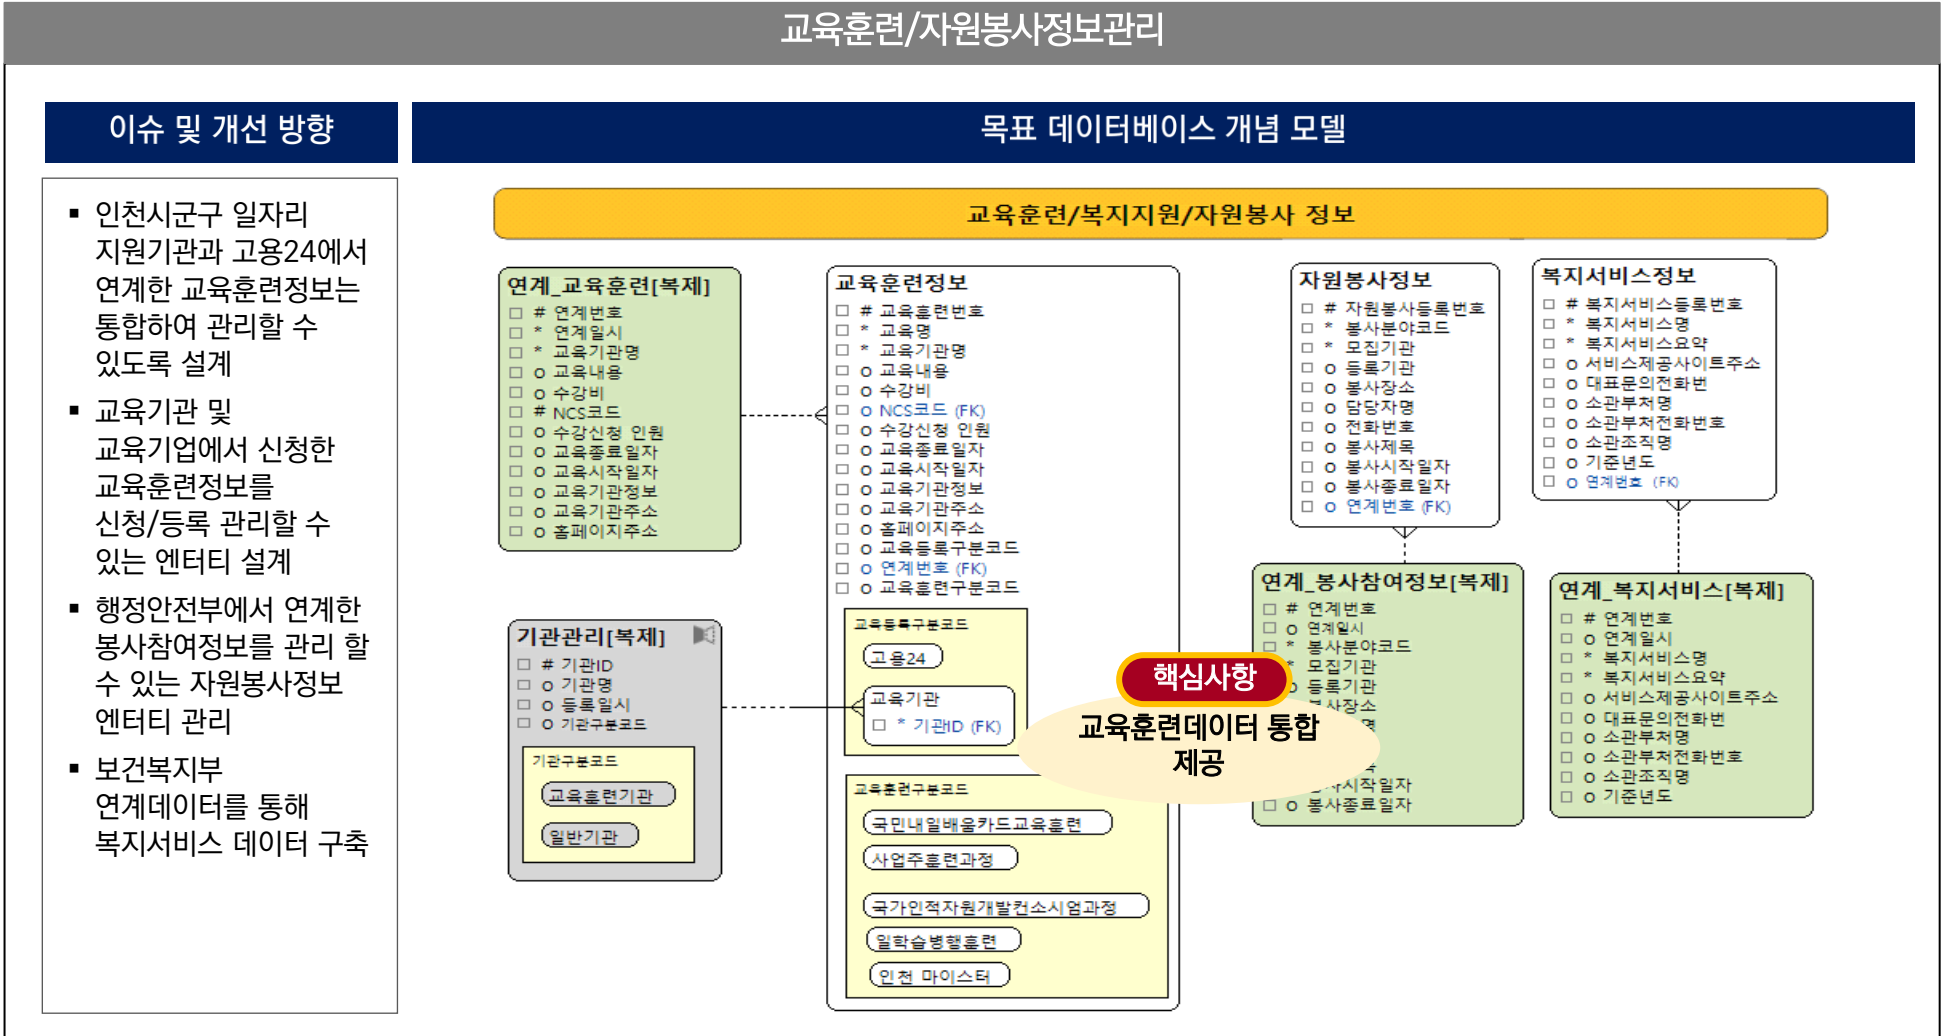 교육훈련/자원봉사정보관리
이슈 및 개선 방향
▪ 인천시군구 일자리
지원기관과 고용24에서
연계한 교육훈련정보는
통합하여 관리할 수
있도록 설계
▪ 교육기관 및
교육기업에서 신청한
교육훈련정보를
신청/등록 관리할 수
있는 엔터티 설계
▪ 행정안전부에서 연계한
봉사참여정보를 관리 할
수 있는 자원봉사정보
엔터티 관리
▪ 보건복지부
연계데이터를 통해
복지서비스 데이터 구축
목표 데이터베이스 개념 모델
교육훈련/복지지원/자원봉사 정보
연계_교육훈련[복제]
□ # 연계번호
□ * 연계일시
□ * 교육기관명
□ o 교육내용
□ o 수강비
□ # NCS코드
□ o 수강신청 인원
□ o 교육종료일자
□ o 교육시작일자
□ o 교육기관정보
□ o 교육기관주소
□ o 홈페이지주소
기관관리[복제]
□ # 기관ID
□ o 기관명
□ o 등록일시
□ o 기관구분코드
기관구분코드
교육훈련기관
일반기관
교육훈련정보
□ # 교육훈련번호
□ * 교육명
□ * 교육기관명
□ o 교육내용
□ o 수강비
□ o NCS코드 (FK)
□ o 수강신청 인원
□ o 교육종료일자
□ o 교육시작일자
□ o 교육기관정보
□ o 교육기관주소
□ o 홈페이지주소
□ o 교육등록구분코드
□ o 연계번호 (FK)
□ o 교육훈련구분코드
교육등록구분코드
고용24
교육기관
□ * 기관ID (FK)
교육훈련구분코드
국민내일배움카드교육훈련
사업주훈련과정
국가인적자원개발컨소시엄과정
일학습병행훈련
인천 마이스터
핵심사항
교육훈련데이터 통합
제공
자원봉사정보
□ # 자원봉사등록번호
□ * 봉사분야코드
□ * 모집기관
□ o 등록기관
□ o 봉사장소
□ o 담당자명
□ o 전화번호
□ o 봉사제목
□ o 봉사시작일자
□ o 봉사종료일자
□ o 연계번호 (FK)
연계_봉사참여정보[복제]
□ # 연계번호
□ o 연계일시
□ * 봉사분야코드
* 모집기관
등록기관
봉사장소
명
시작일자
□ o 봉사종료일자
복지서비스정보
□ # 복지서비스등록번호
□ * 복지서비스명
□ * 복지서비스요약
□ o 서비스제공사이트주소
□ o 대표문의전화번
□ o 소관부처명
□ o 소관부처전화번호
□ o 소관조직명
□ o 기준년도
□ o 연계번호 (FK)
연계_복지서비스[복제]
□ # 연계번호
□ o 연계일시
□ * 복지서비스명
□ * 복지서비스요약
□ o 서비스제공사이트주소
□ o 대표문의전화번
□ o 소관부처명
□ o 소관부처전화번호
□ o 소관조직명
□ o 기준년도